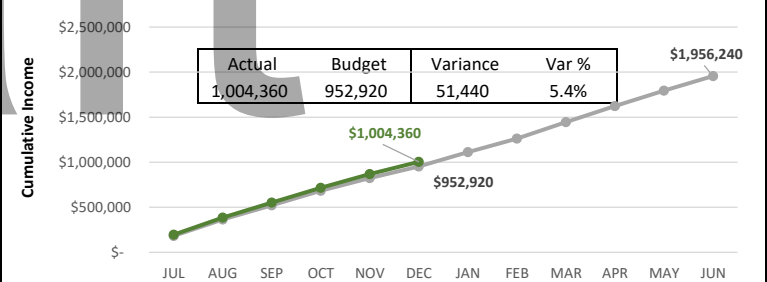 $2,500,000
$1,956,240
Actual Budget Variance Var %
$2,000,000
1,004,360 952,920 51,440 5.4%
$1,500,000
$1,004,360
Cumulative Income
$1,000,000
$952,920
$500,000
$-
JUL AUG SEP OCT NOV DEC JAN FEB MAR APR MAY JUN